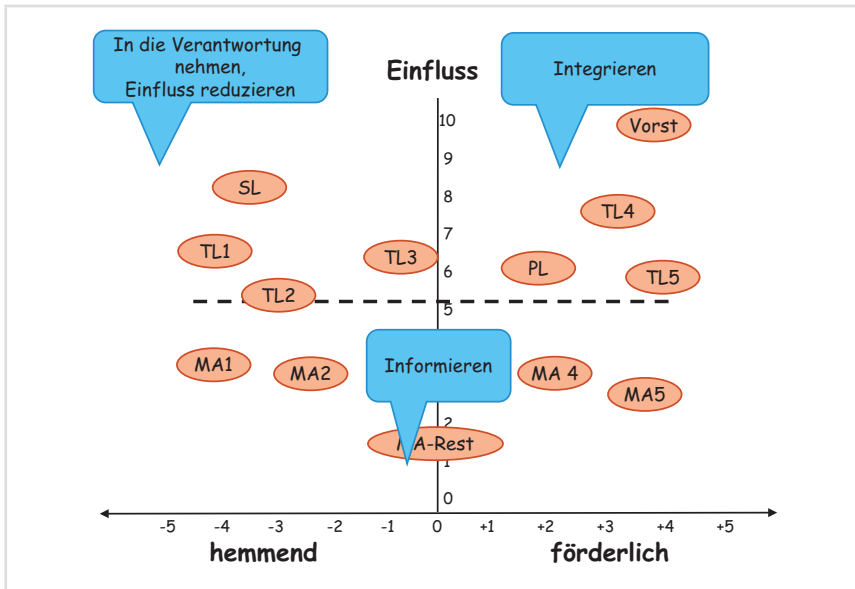 In die Verantwortung
nehmen,
Einfluss reduzieren
Einfluss
Integrieren
10
Vorst
9
SL
8
TL4
7
TL1
TL3
PL
6
TL5
TL2
5
MA1
MA2
Informieren
MA 4
MA5
2
A-Rest
1
0
-5
-4
-3
-2
-1
0
+1
+2
+3
+4
+5
hemmend
förderlich